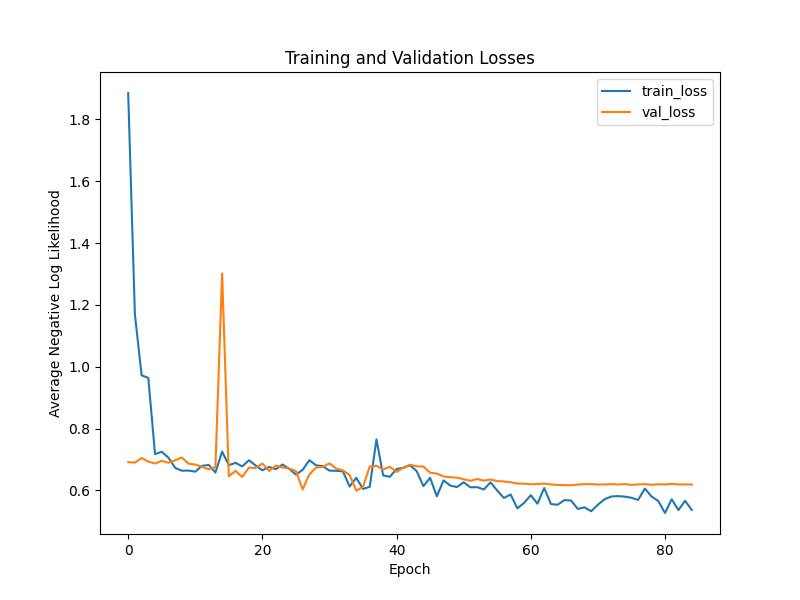 Training and Validation Losses
train_loss
val_loss
Average Negative Log Likelihood
1.8
1.6
1.4
1.2
1.0
0.8
0.6
0 20 40 60 80
Epoch